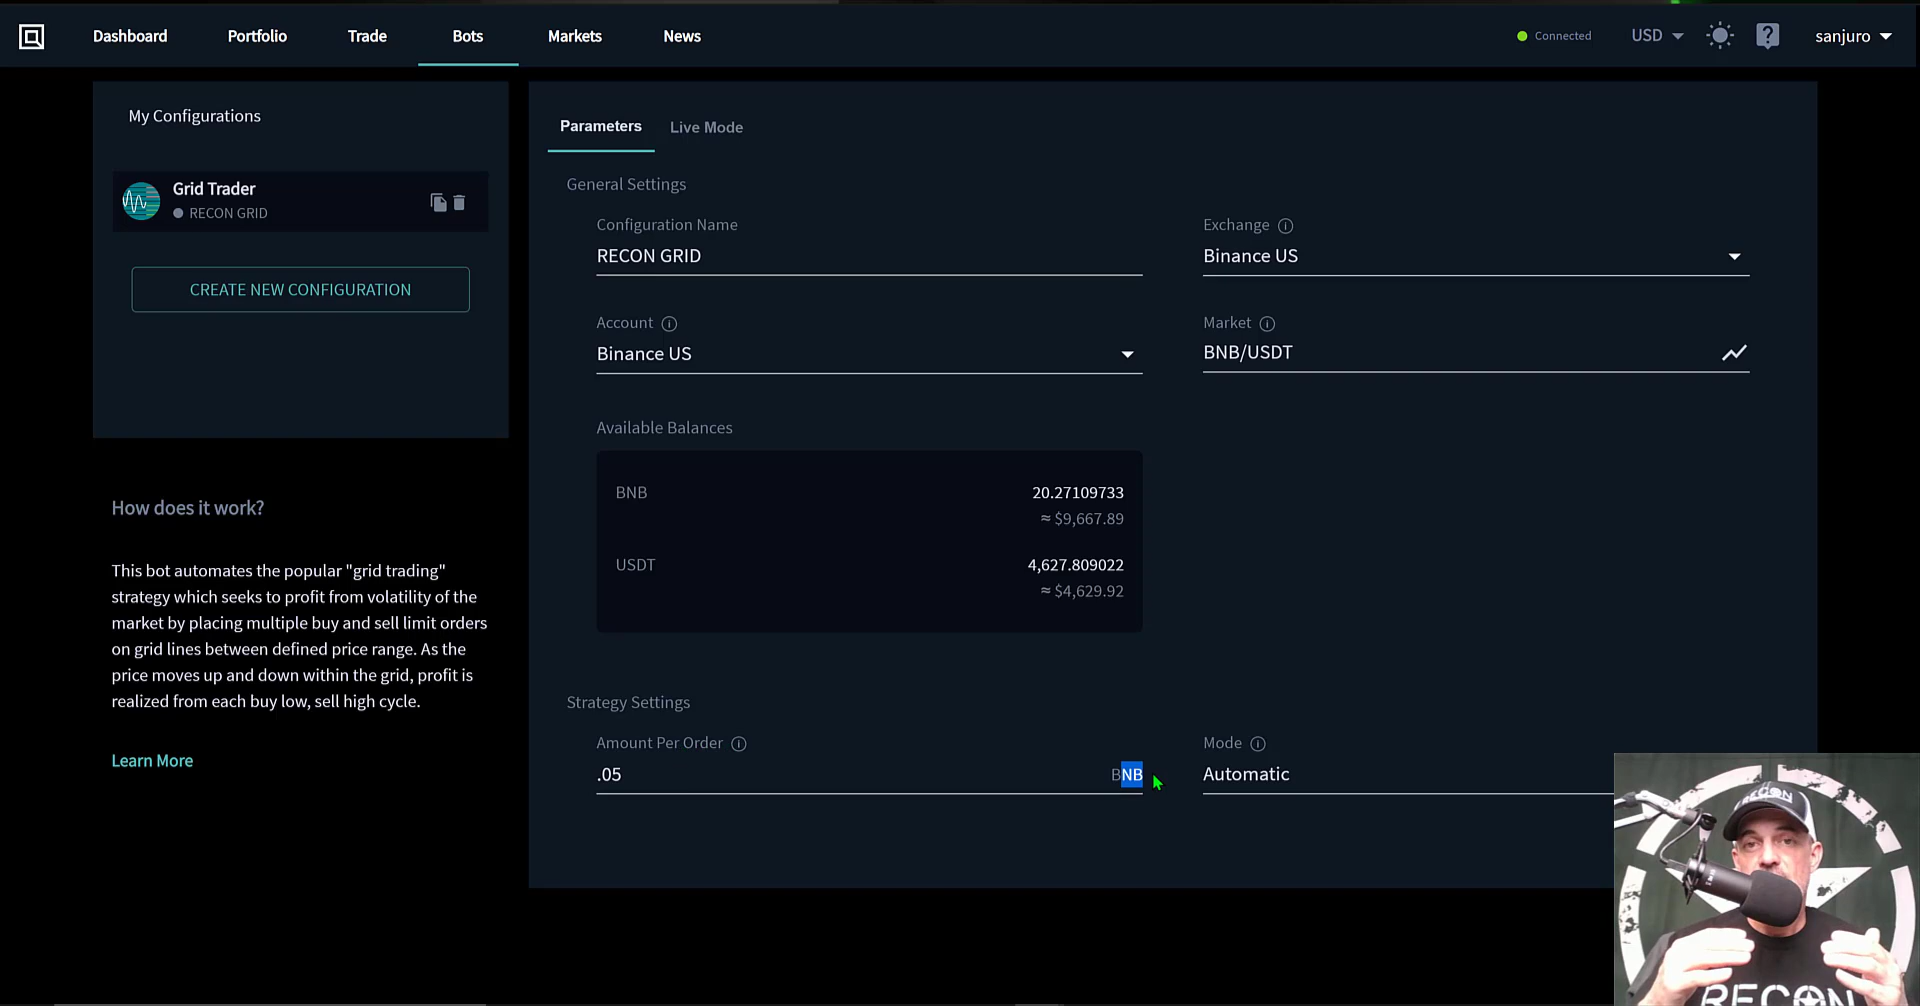 Dashboard
Portfolio
Trade
Bots
Markets
News
Connected
USD
sanjuro
My Configurations
Grid Trader
RECON GRID
CREATE NEW CONFIGURATION
How does it work?
This bot automates the popular "grid trading"
strategy which seeks to profit from volatility of the
market by placing multiple buy and sell limit orders
on grid lines between defined price range. As the
price moves up and down within the grid, profit is
realized from each buy low, sell high cycle.
Learn More
Parameters
Live Mode
General Settings
Configuration Name
RECON GRID
Exchange
Binance US
Account
Binance US
Market
BNB/USDT
Available Balances
BNB
20.27109733
≈ $9,667.89
USDT
4,627.809022
≈ $4,629.92
Strategy Settings
Amount Per Order
.05
BNB
Mode
Automatic
RECON
RECON